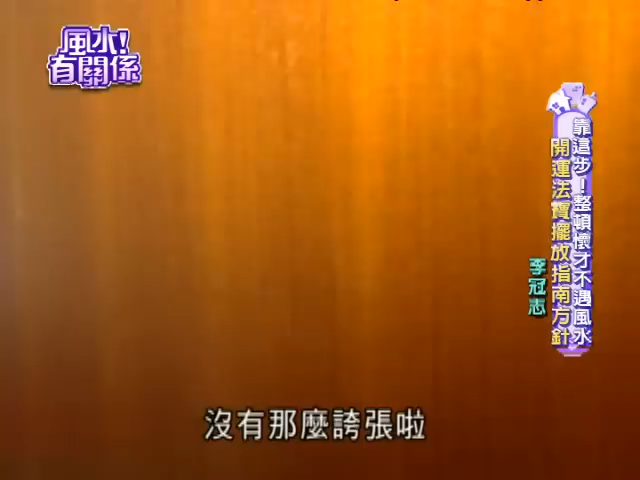 風水!
有關係
靠這步!整頓懷才不遇風水
開運法寶擺放指南方針
李冠志
沒有那麼誇張啦